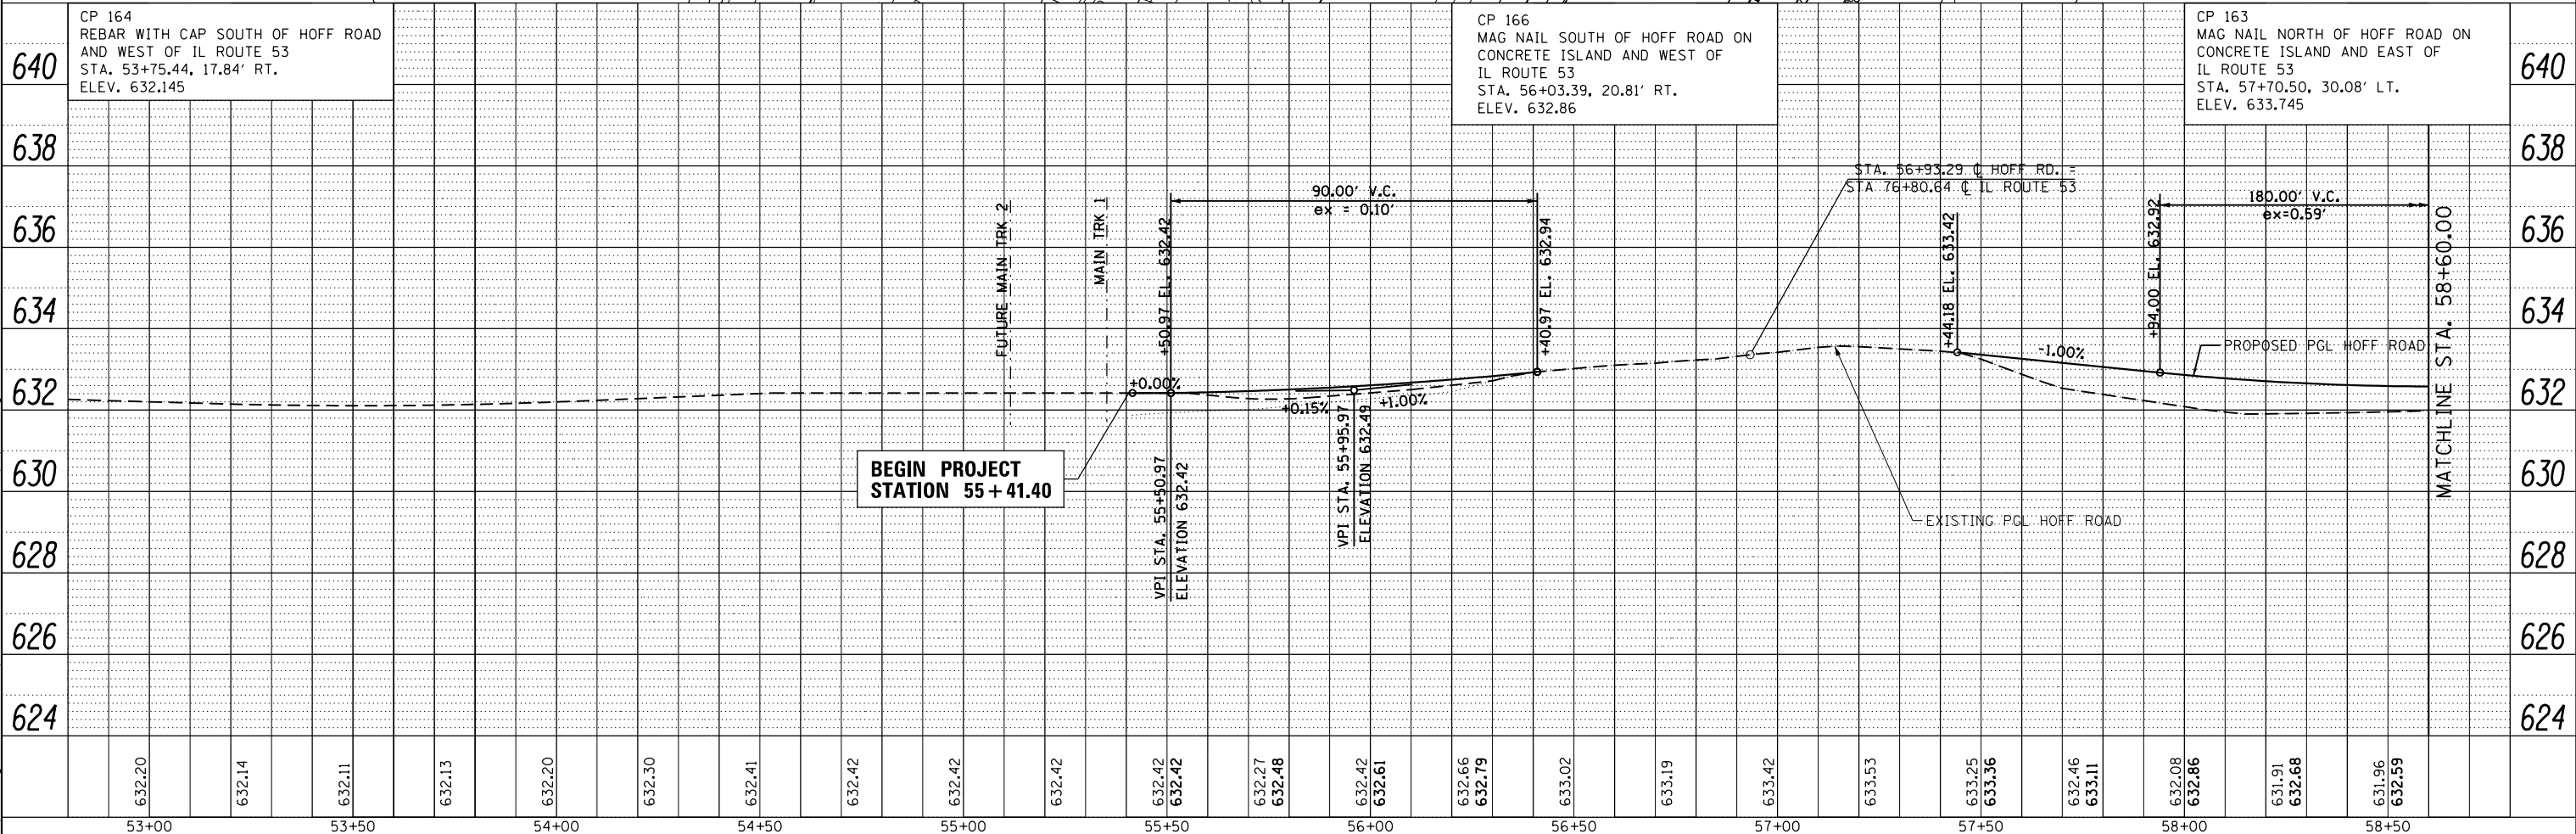 CP 164
REBAR WITH CAP SOUTH OF HOFF ROAD
AND WEST OF IL ROUTE 53
STA. 53+75.44, 17.84' RT.
ELEV. 632.145
CP 166
MAG NAIL SOUTH OF HOFF ROAD ON
CONCRETE ISLAND AND WEST OF
IL ROUTE 53
STA. 56+03.39, 20.81' RT.
ELEV. 632.86
CP 163
MAG NAIL NORTH OF HOFF ROAD ON
CONCRETE ISLAND AND EAST OF
IL ROUTE 53
STA. 57+70.50, 30.08' LT.
ELEV. 633.745
640 640
638 638
636 636
634 634
632 632
630 630
628 628
626 626
624 624
FUTURE MAIN TRK 2
MAIN TRK 1
+50.97 EL. 632.42
90.00' V.C.
ex = 0.10'
+40.97 EL. 632.94
STA. 56+93.29 ℄ HOFF RD. =
STA 76+80.64 ℄ IL ROUTE 53
+44.18 EL. 633.42
+94.00 EL. 632.92
180.00' V.C.
ex=0.59'
MATCHLINE STA. 58+60.00
+0.00%
+0.15%
+1.00%
-1.00%
PROPOSED PGL HOFF ROAD
EXISTING PGL HOFF ROAD
BEGIN PROJECT
STATION 55+41.40
VPI STA. 55+50.97
ELEVATION 632.42
VPI STA. 55+95.97
ELEVATION 632.49
632.20
632.14
632.11
632.13
632.20
632.30
632.41
632.42
632.42
632.42
632.42
632.42
632.27
632.48
632.42
632.61
632.66
632.79
633.02
633.19
633.42
633.53
633.25
633.36
632.46
633.11
632.08
632.86
631.91
632.68
631.96
632.59
53+00 53+50 54+00 54+50 55+00 55+50 56+00 56+50 57+00 57+50 58+00 58+50